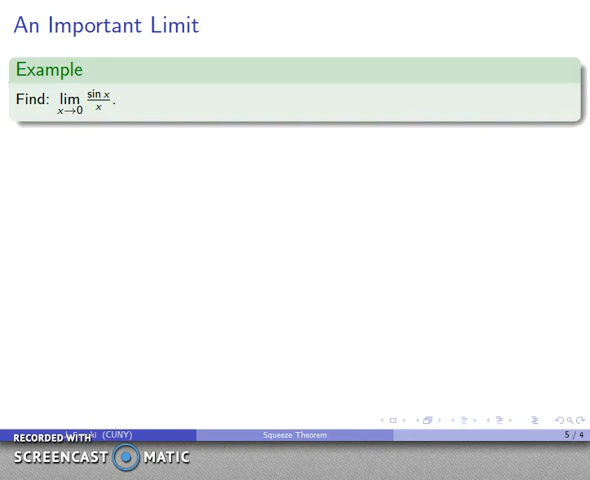 An Important Limit
Example
Find: lim x→0 sin x / x .
(CUNY)
Squeeze Theorem
5 / 4
RECORDED WITH
SCREENCAST MATIC